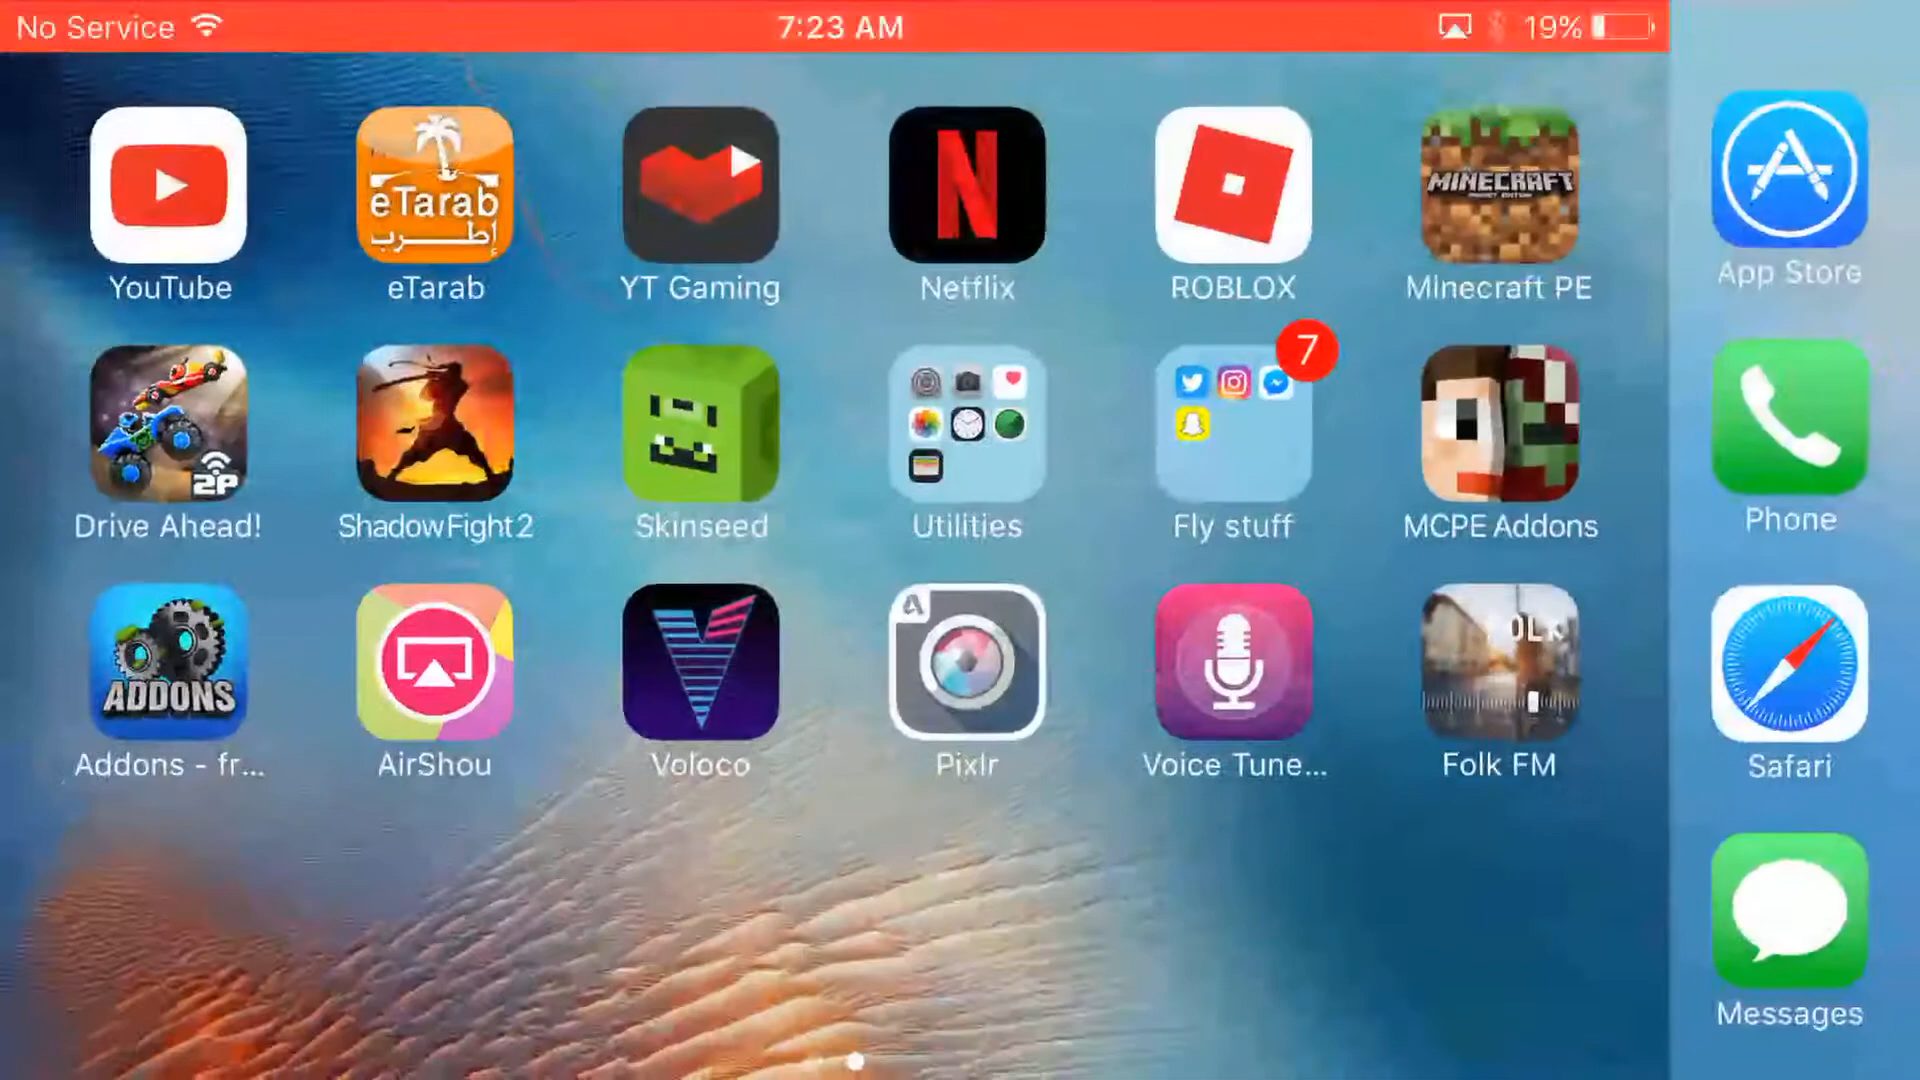 No Service
7:23 AM
19%
eTarab
إطرب
N
MINECRAFT
App Store
YouTube
eTarab
YT Gaming
Netflix
ROBLOX
Minecraft PE
7
2P
Drive Ahead!
ShadowFight2
Skinseed
Utilities
Fly stuff
MCPE Addons
Phone
ADDONS
Addons - fr...
AirShou
Voloco
Pixlr
Voice Tune...
Folk FM
Safari
Messages